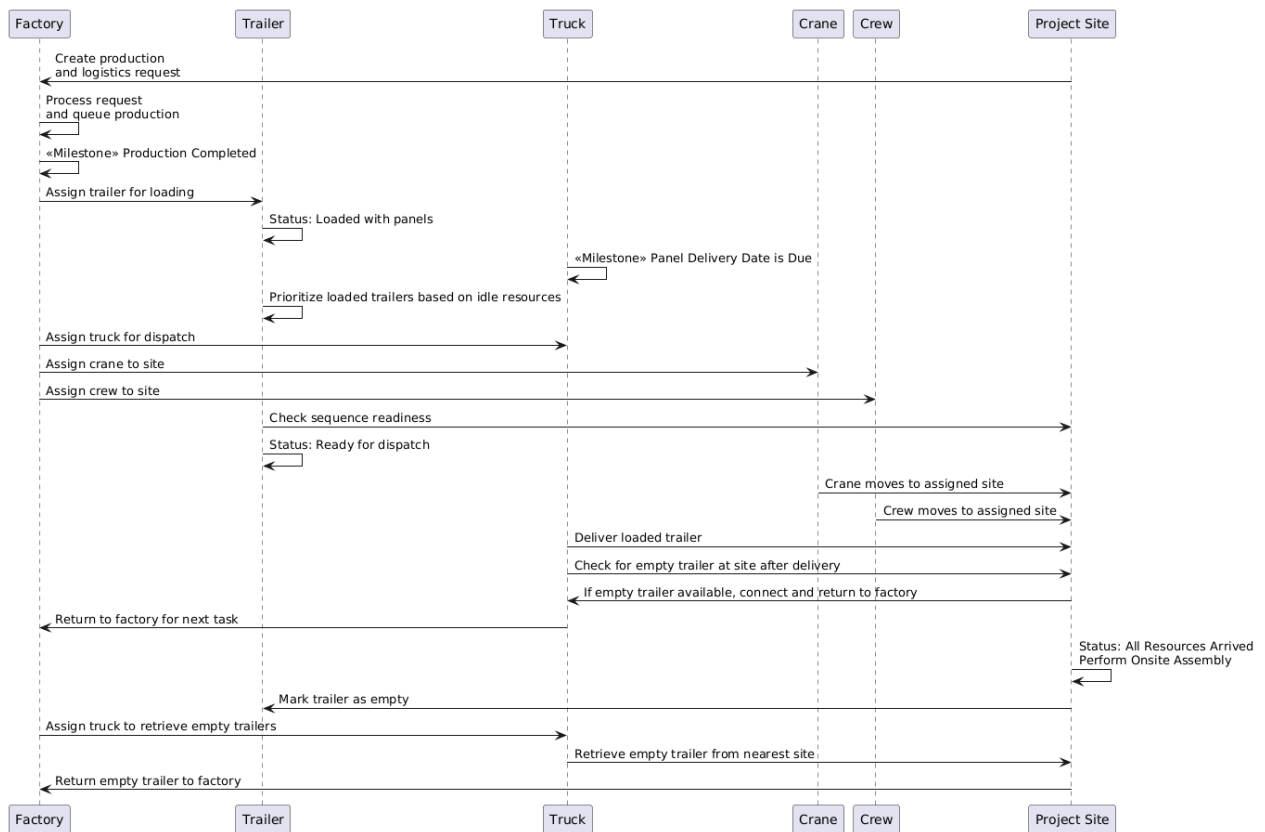 Factory
Trailer
Truck
Crane
Crew
Project Site
Create production
and logistics request
Process request
and queue production
«Milestone» Production Completed
Assign trailer for loading
Status: Loaded with panels
«Milestone» Panel Delivery Date is Due
Prioritize loaded trailers based on idle resources
Assign truck for dispatch
Assign crane to site
Assign crew to site
Check sequence readiness
Status: Ready for dispatch
Crane moves to assigned site
Crew moves to assigned site
Deliver loaded trailer
Check for empty trailer at site after delivery
If empty trailer available, connect and return to factory
Return to factory for next task
Status: All Resources Arrived
Perform Onsite Assembly
Mark trailer as empty
Assign truck to retrieve empty trailers
Retrieve empty trailer from nearest site
Return empty trailer to factory
Factory
Trailer
Truck
Crane
Crew
Project Site